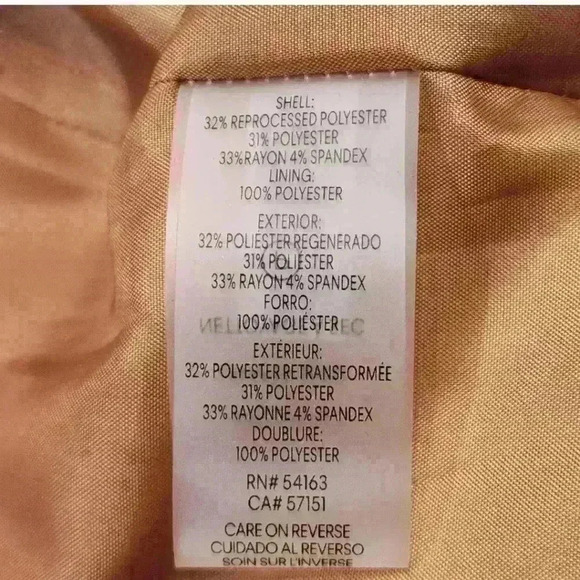 SHELL:
32% REPROCESSED POLYESTER
31% POLYESTER
33%RAYON 4% SPANDEX
LINING:
100% POLYESTER
EXTERIOR:
32% POLIESTER REGENERADO
31% POLIÉSTER
33% RAYON 4% SPANDEX
FORRO:
100% POLIÉSTER
EXTÉRIEUR:
32% POLYESTER RETRANSFORMÉE
31% POLYESTER
33% RAYONNE 4% SPANDEX
DOUBLURE:
100% POLYESTER
RN# 54163
CA# 57151
CARE ON REVERSE
CUIDADO AL REVERSO
SOIN SUR L'INVERSE